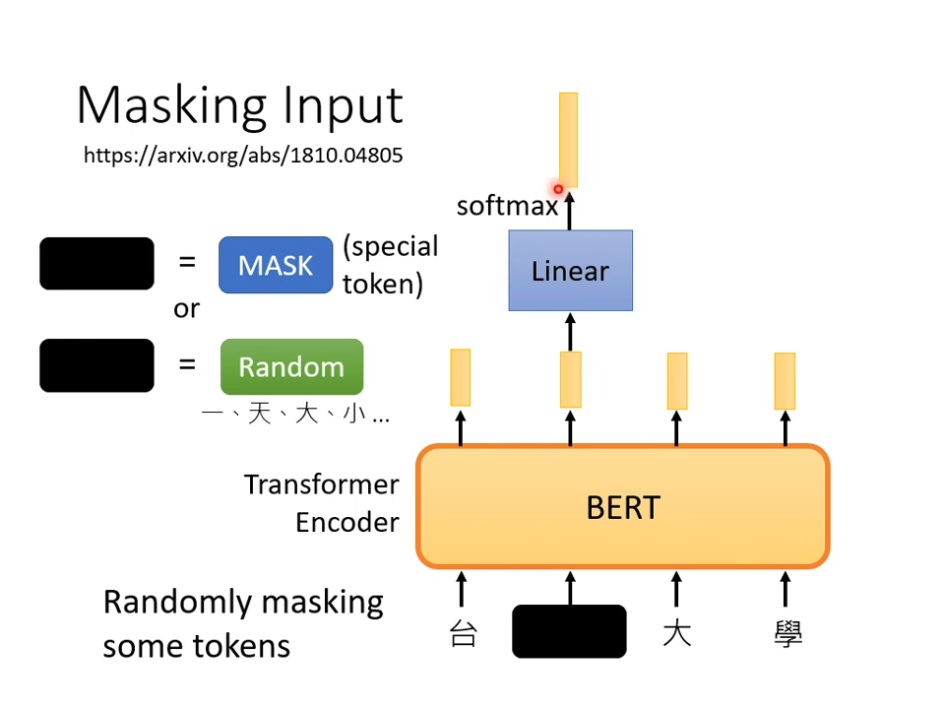 Masking Input
https://arxiv.org/abs/1810.04805
softmax
Linear
= MASK (special token)
or
= Random
一、天、大、小 ...
Transformer
Encoder
BERT
Randomly masking
some tokens
台 大 學